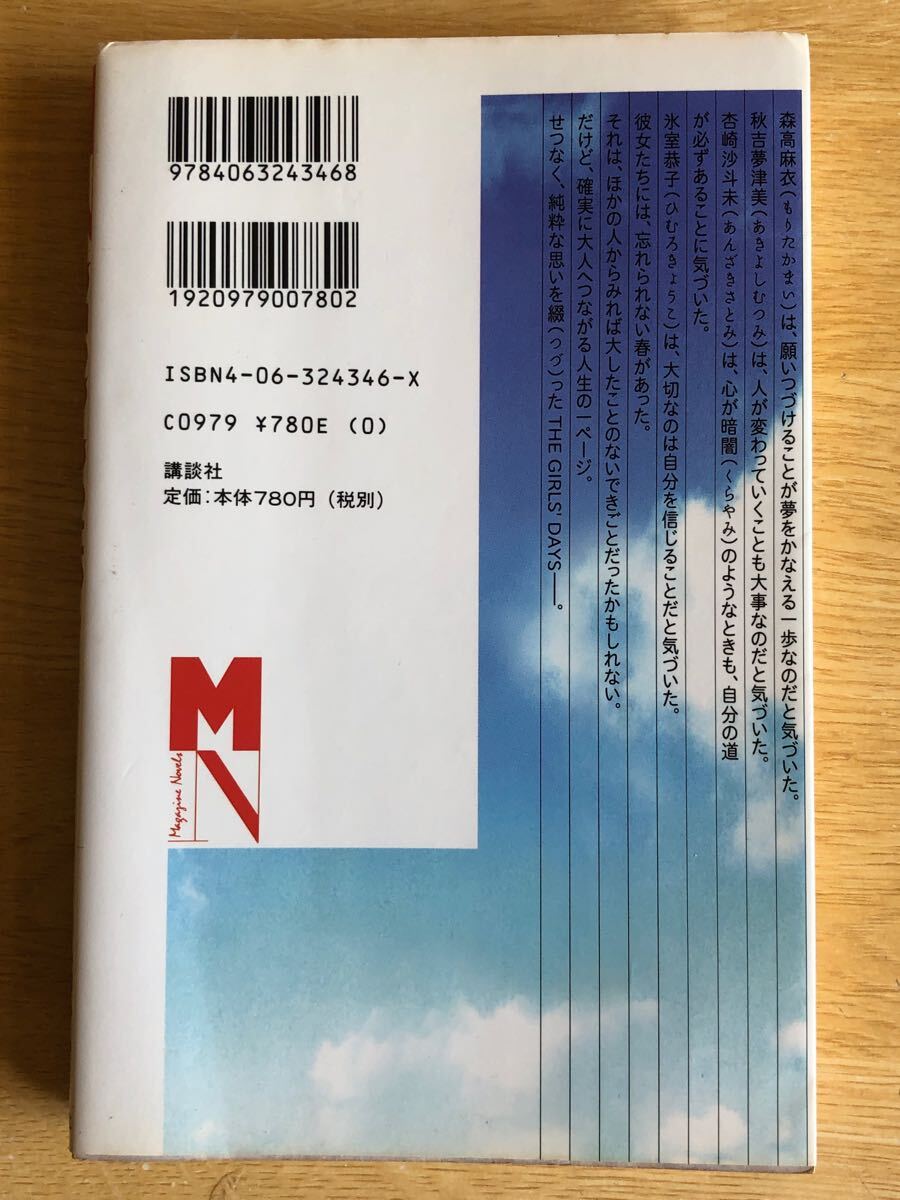 9784063243468
1920979007802
ISBN4-06-324346-X
C0979 ¥780E (0)
講談社
定価：本体780円（税別）
MN
Magazine Novels
森高麻衣（もりたかまい）は、願いつづけることが夢をかなえる一歩なのだと気づいた。
秋吉夢津美（あきよしむつみ）は、人が変わっていくことも大事なのだと気づいた。
杏崎沙斗未（あんざきさとみ）は、心が暗闇（くらやみ）のようなときも、自分の道
が必ずあることに気づいた。
氷室恭子（ひむろきょうこ）は、大切なのは自分を信じることだと気づいた。
彼女たちには、忘れられない春があった。
それは、ほかの人からみれば大したことのないできごとだったかもしれない。
だけど、確実に大人へつながる人生の一ページ。
せつなく、純粋な思いを綴（つづ）った THE GIRLS' DAYS──。